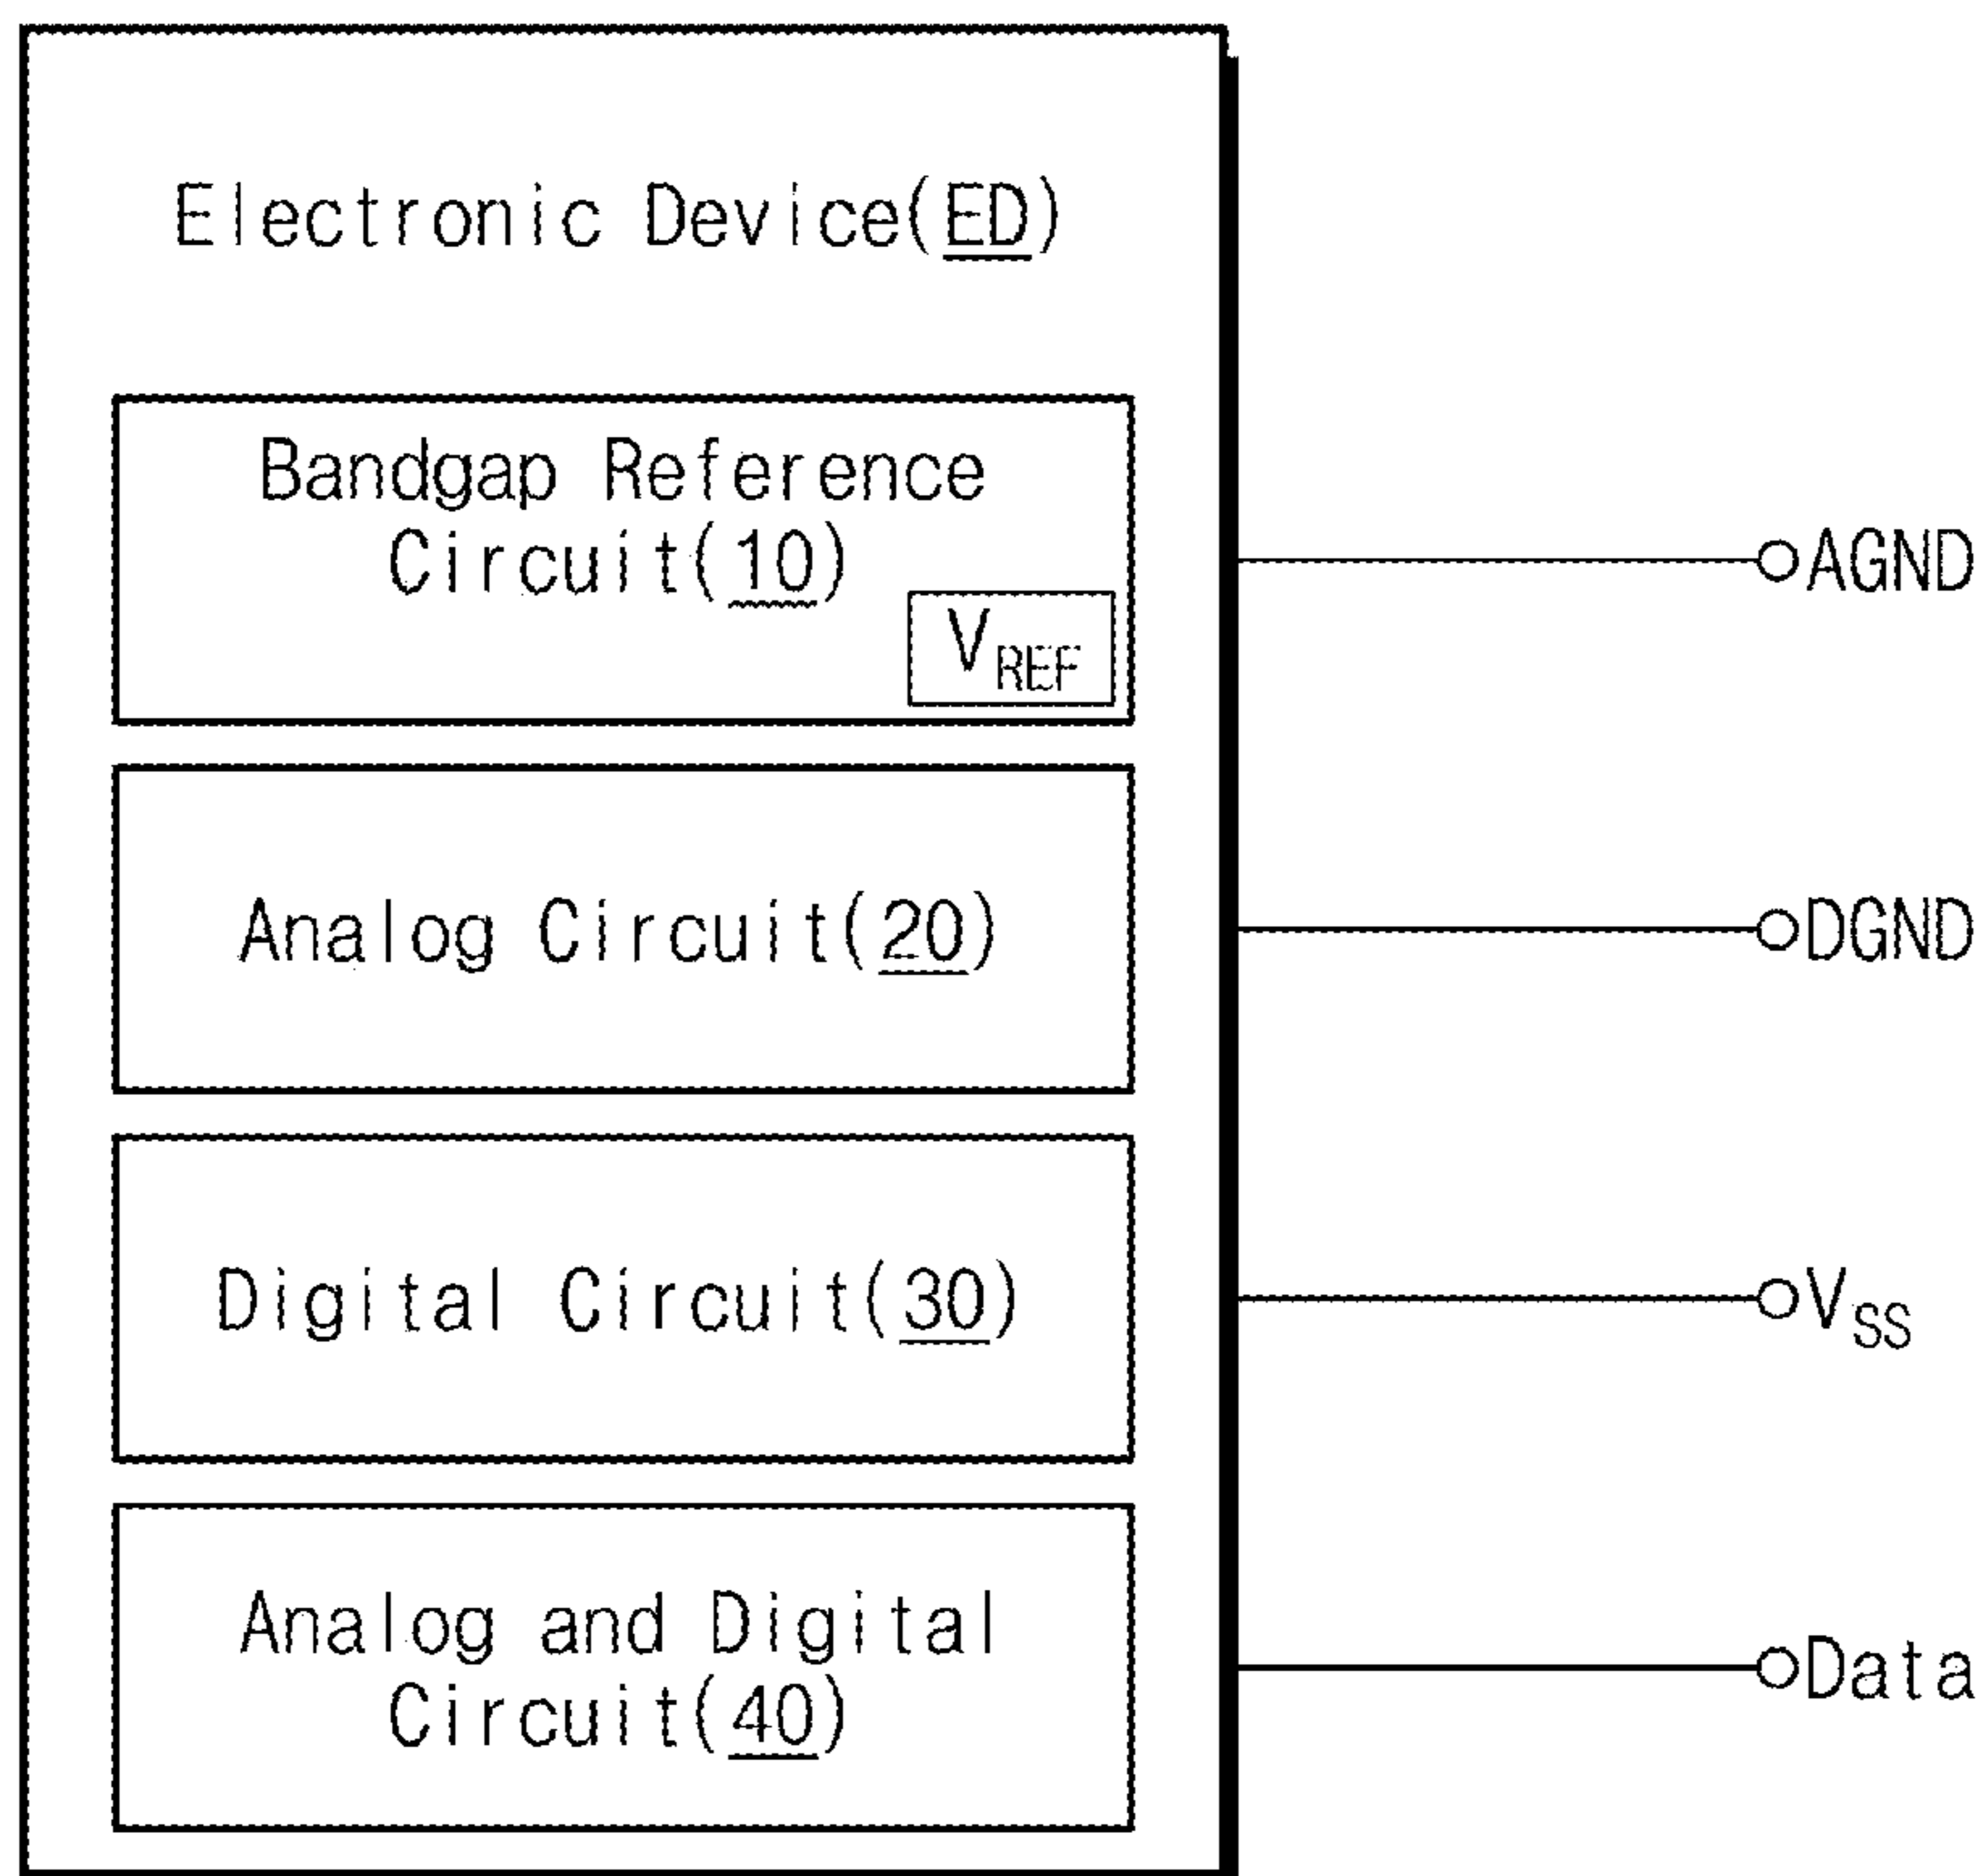 Electronic Device(ED)
Bandgap Reference
Circuit(10)
VREF
AGND
Analog Circuit(20)
DGND
Digital Circuit(30)
VSS
Analog and Digital
Circuit(40)
Data